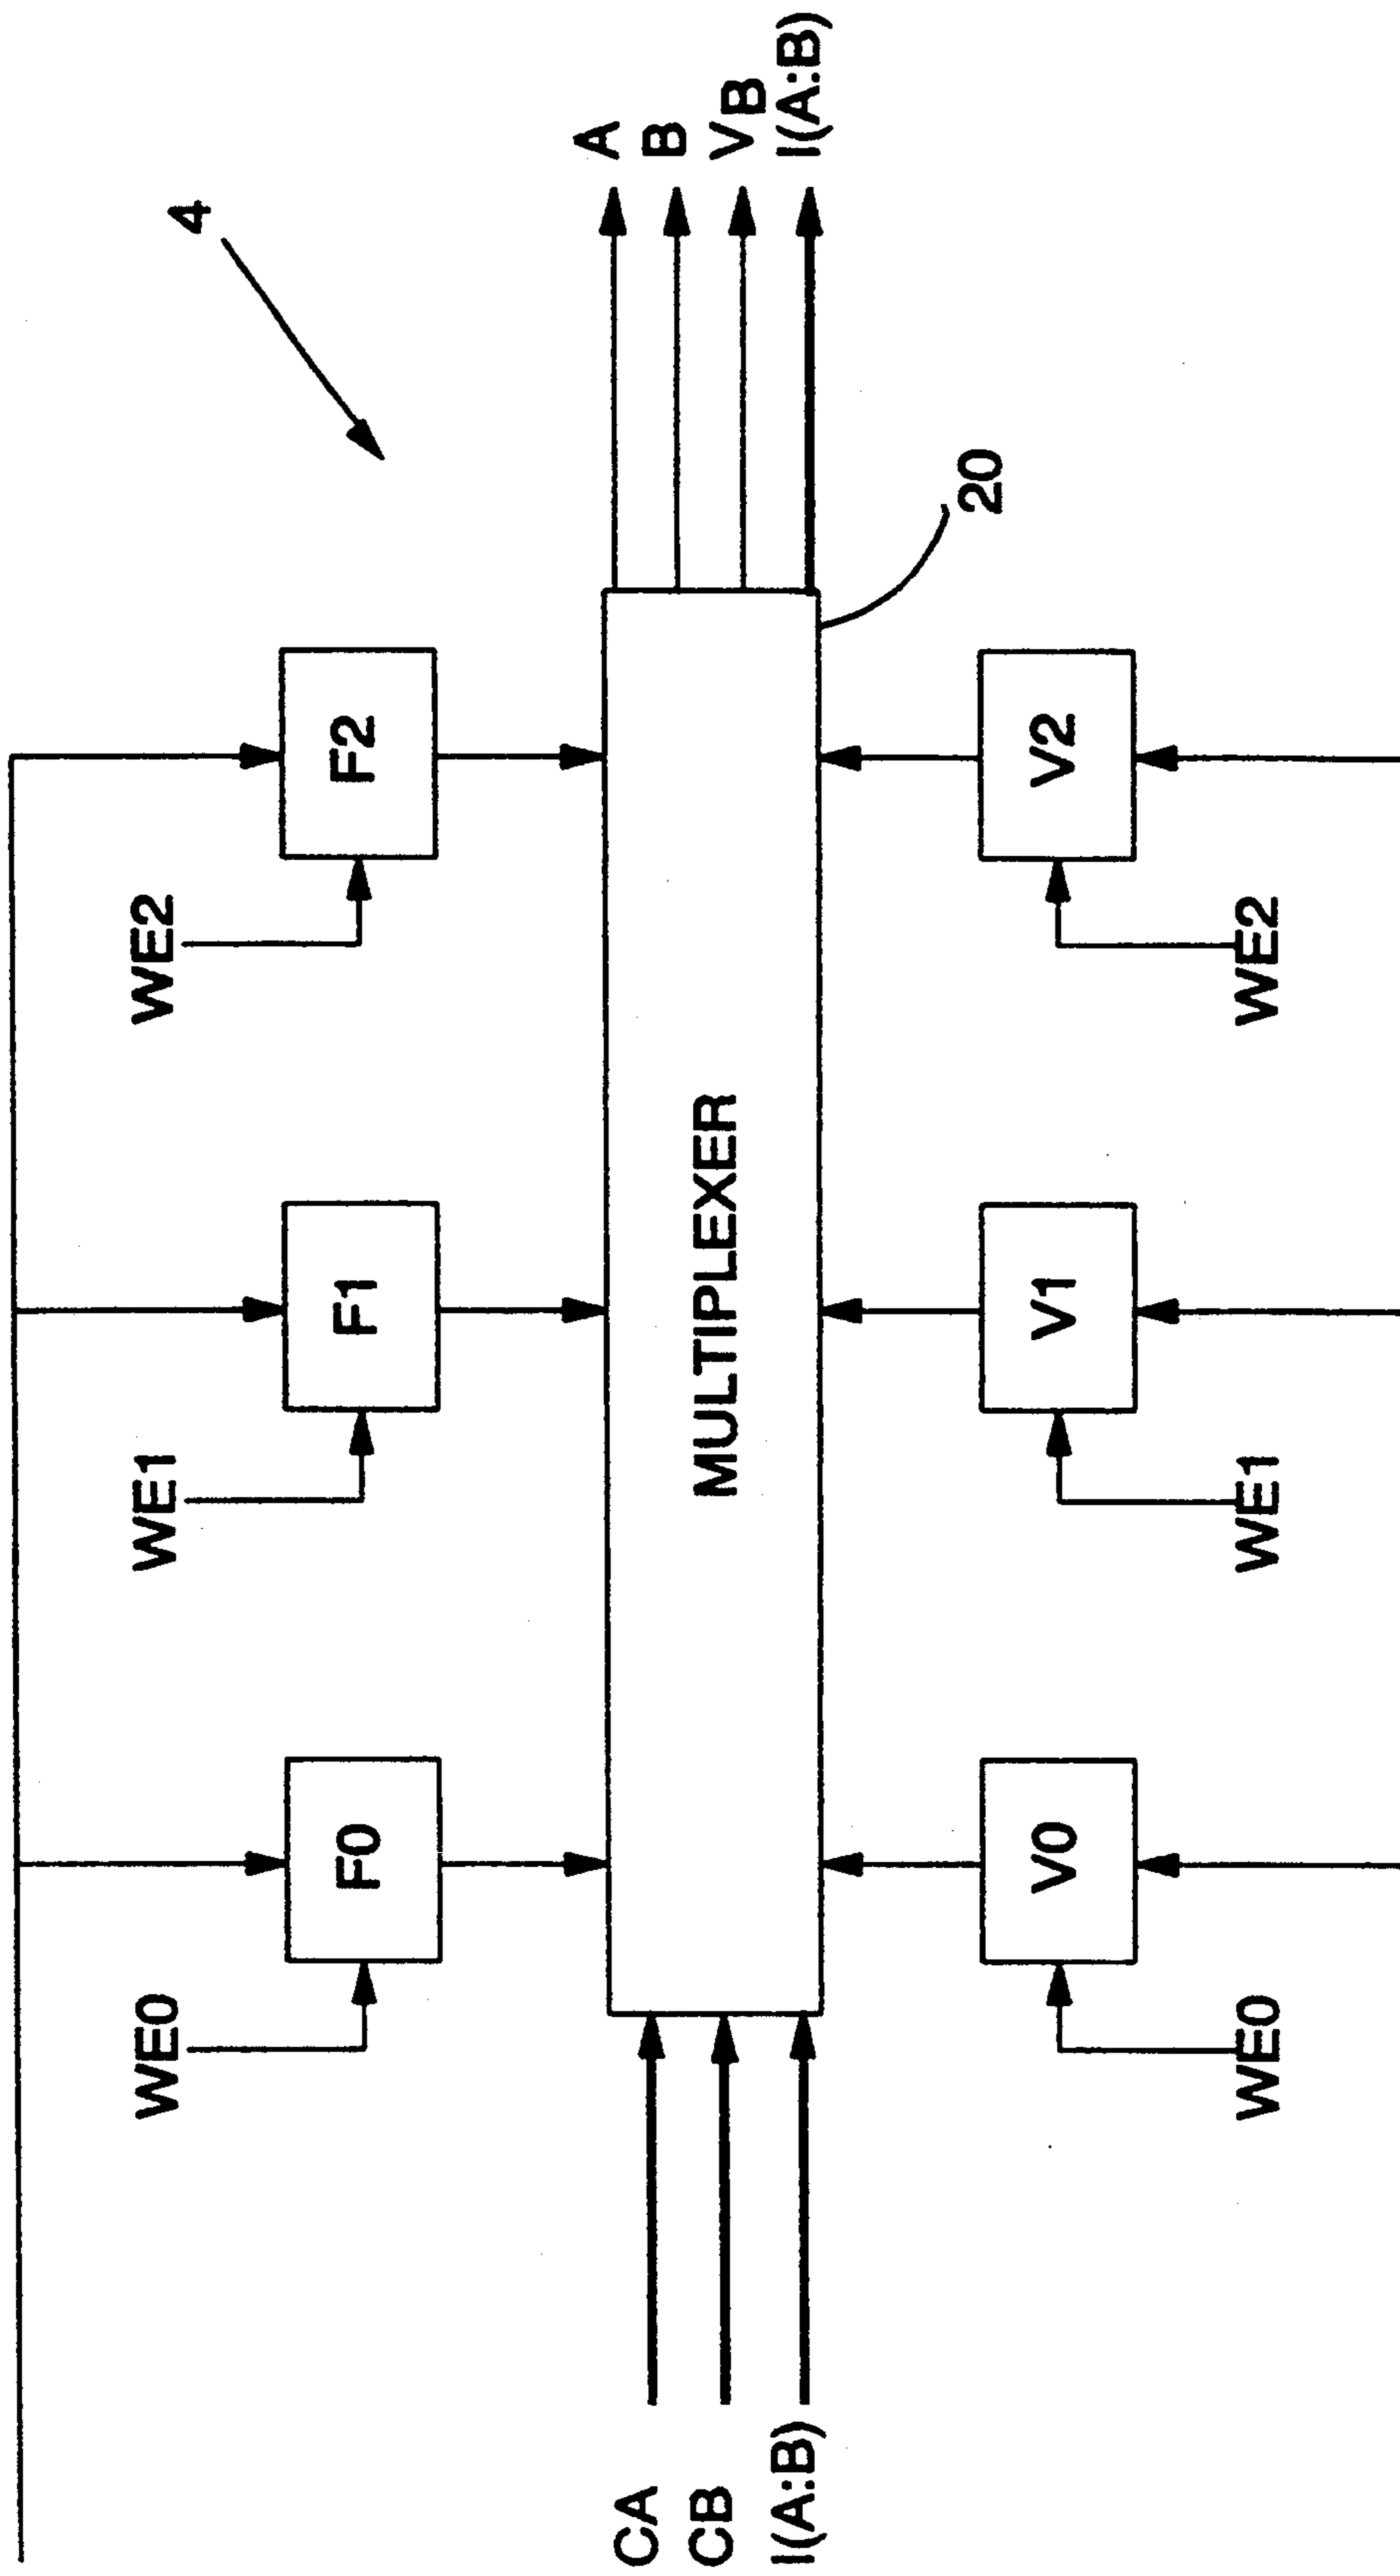 4
WE0
WE1
WE2
F0
F1
F2
A
B
VB
I(A:B)
CA
CB
I(A:B)
MULTIPLEXER
20
V0
V1
V2
WE0
WE1
WE2